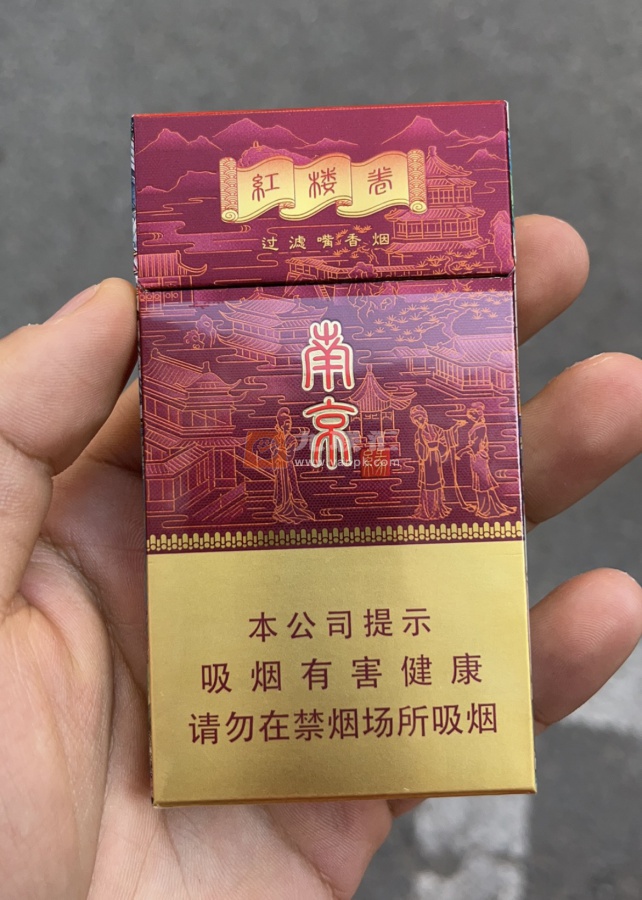 紅楼卷
过滤嘴香烟
南京
本公司提示
吸烟有害健康
请勿在禁烟场所吸烟